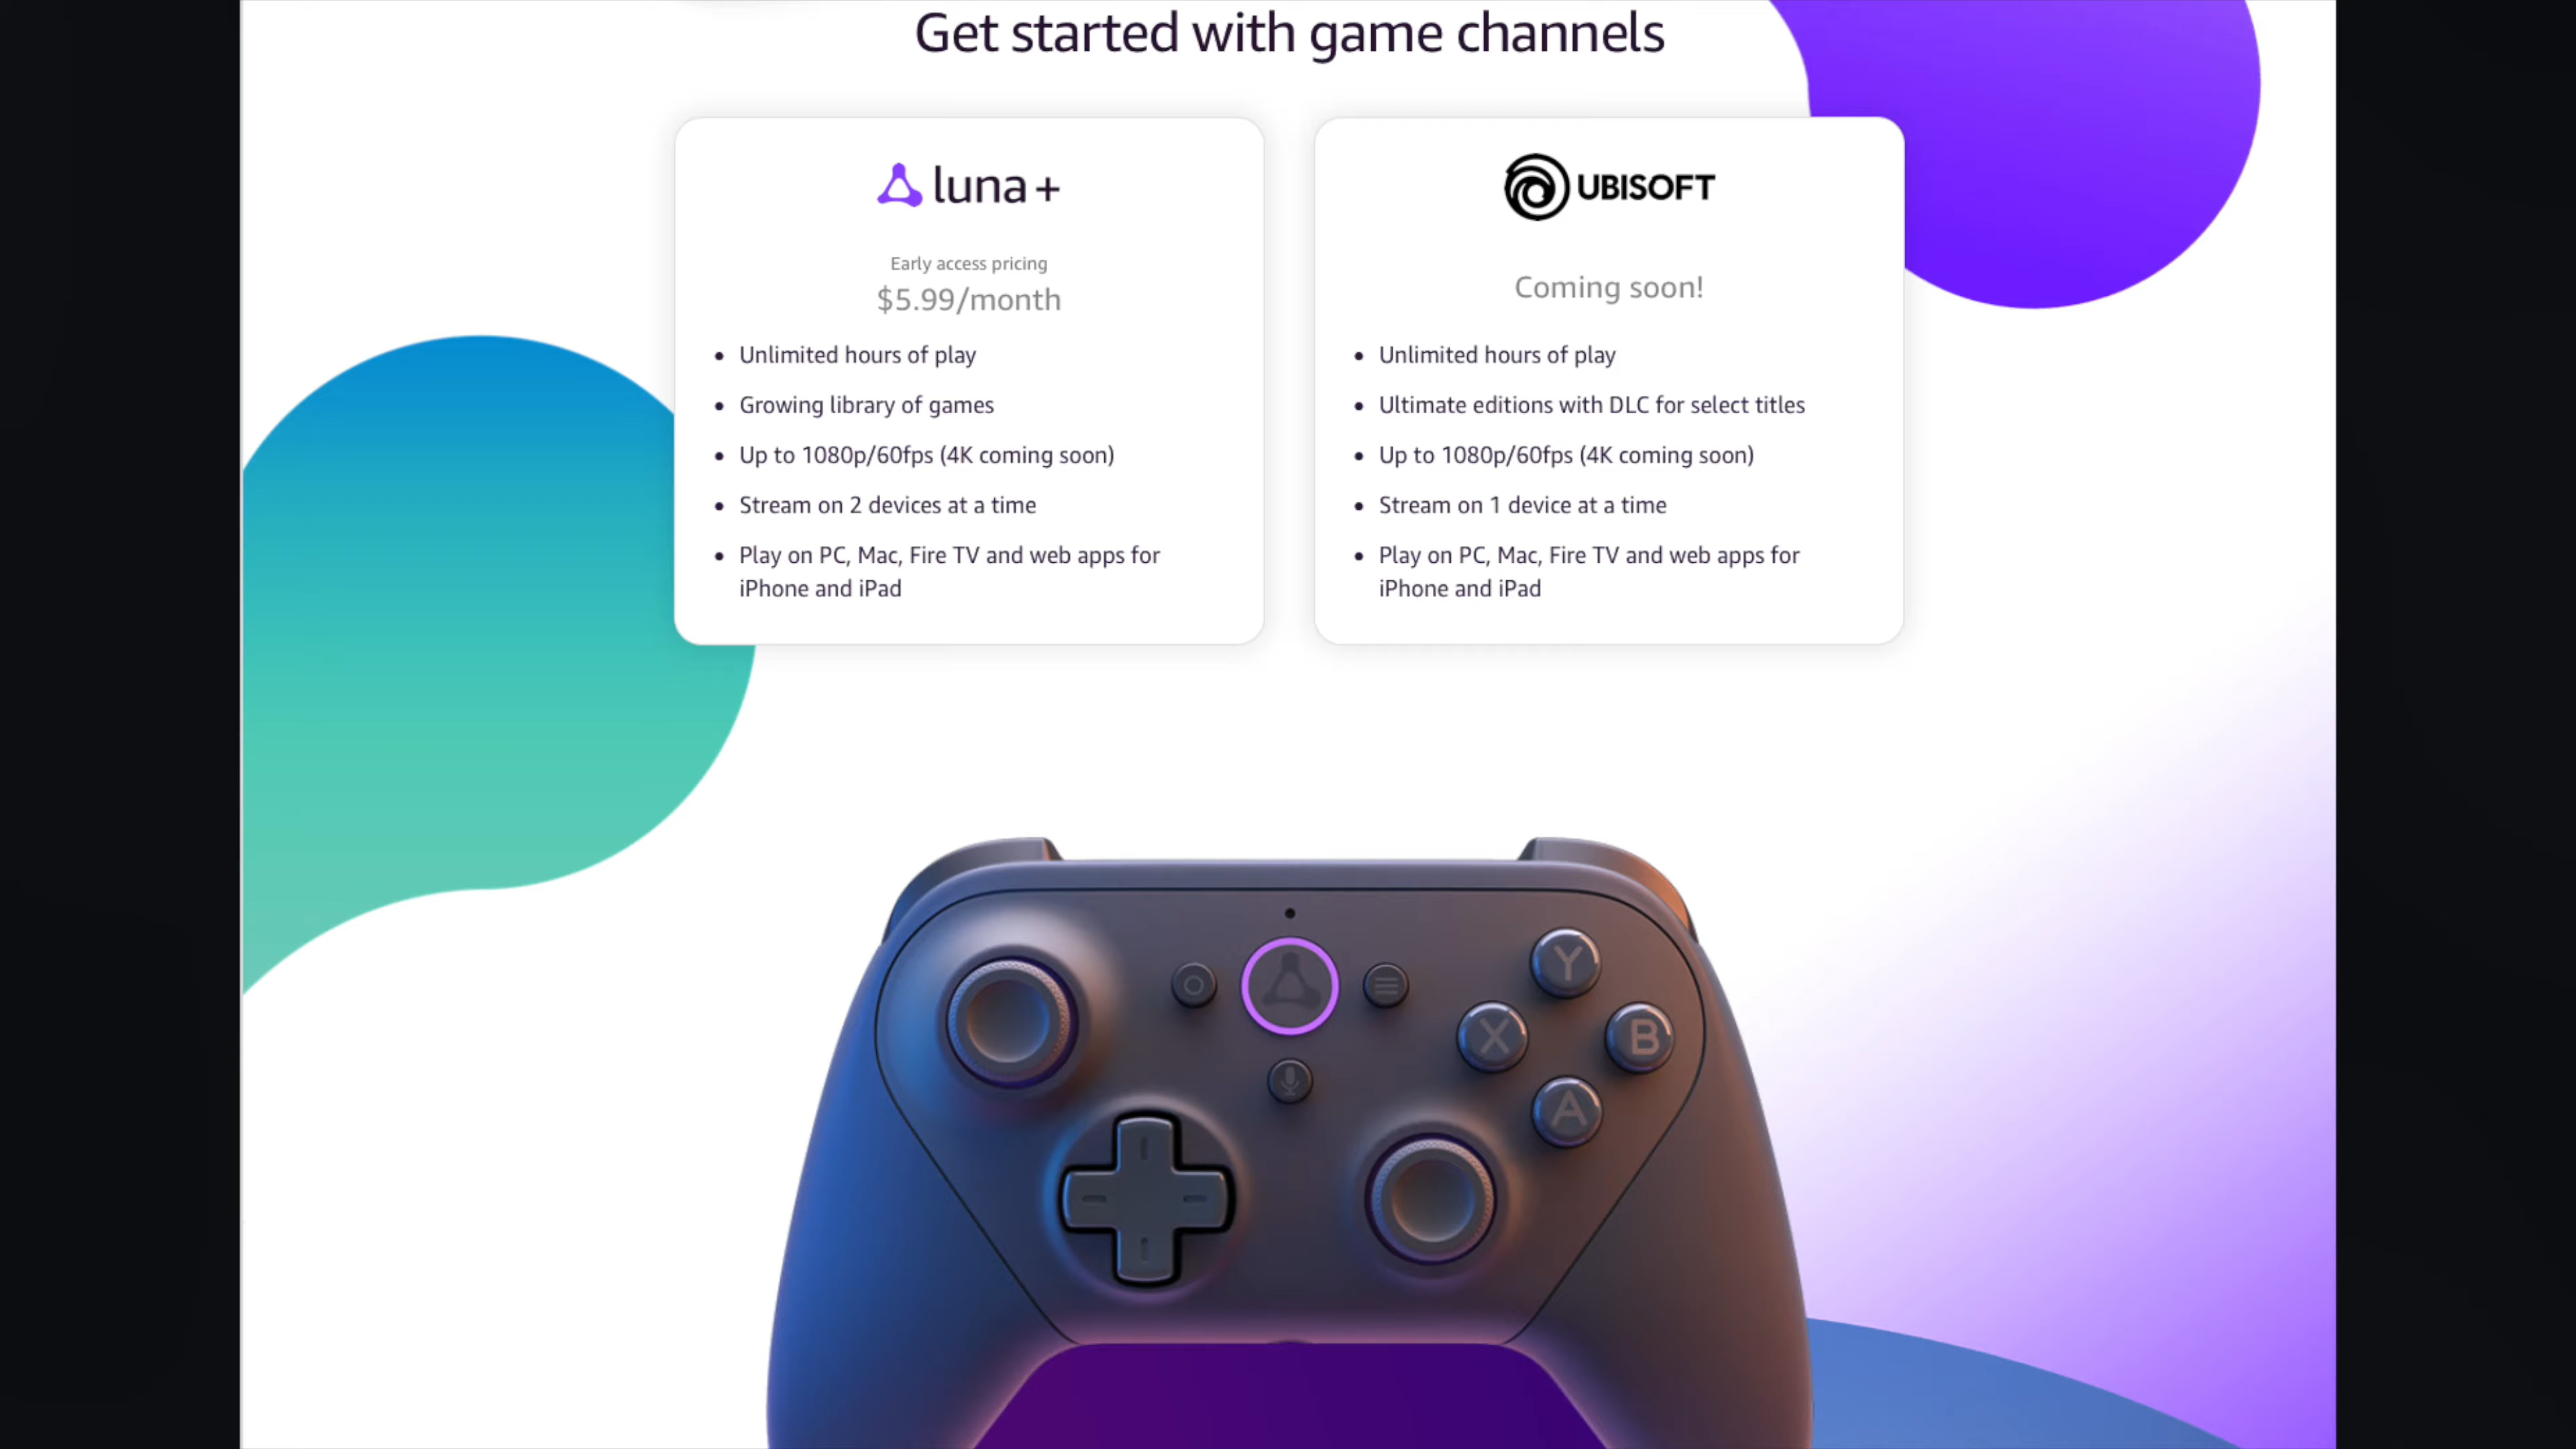 Get started with game channels
luna+
Early access pricing
$5.99/month
• Unlimited hours of play
• Growing library of games
• Up to 1080p/60fps (4K coming soon)
• Stream on 2 devices at a time
• Play on PC, Mac, Fire TV and web apps for
iPhone and iPad
UBISOFT
Coming soon!
• Unlimited hours of play
• Ultimate editions with DLC for select titles
• Up to 1080p/60fps (4K coming soon)
• Stream on 1 device at a time
• Play on PC, Mac, Fire TV and web apps for
iPhone and iPad
Y
X
B
A